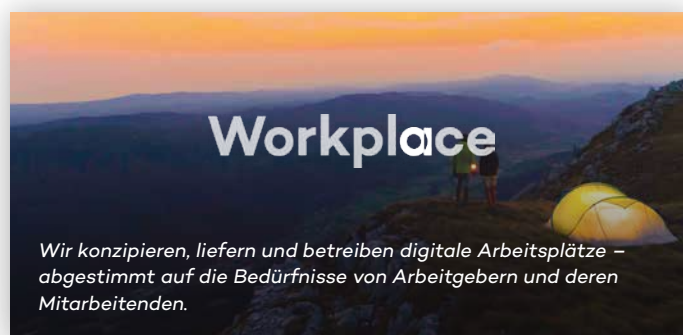 Workplace
Wir konzipieren, liefern und betreiben digitale Arbeitsplätze –
abgestimmt auf die Bedürfnisse von Arbeitgebern und deren
Mitarbeitenden.